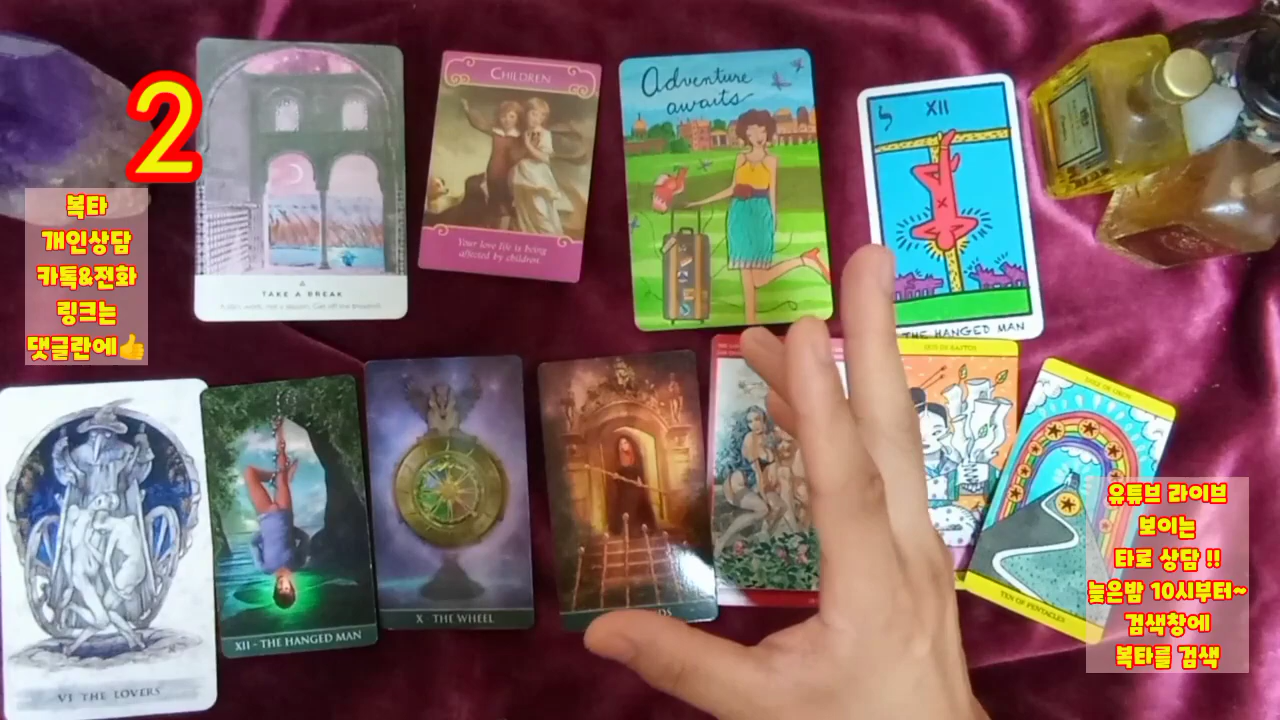 2
복타
개인상담
카톡&전화
링크는
댓글란에👍
TAKE A BREAK
CHILDREN
Your love life is being
affected by children.
Adventure
awaits
XII
THE HANGED MAN
VI THE LOVERS
XII - THE HANGED MAN
X THE WHEEL
TEN OF PENTACLES
유튜브 라이브
보이는
타로 상담 !!
늦은밤 10시부터~
검색창에
복타를 검색